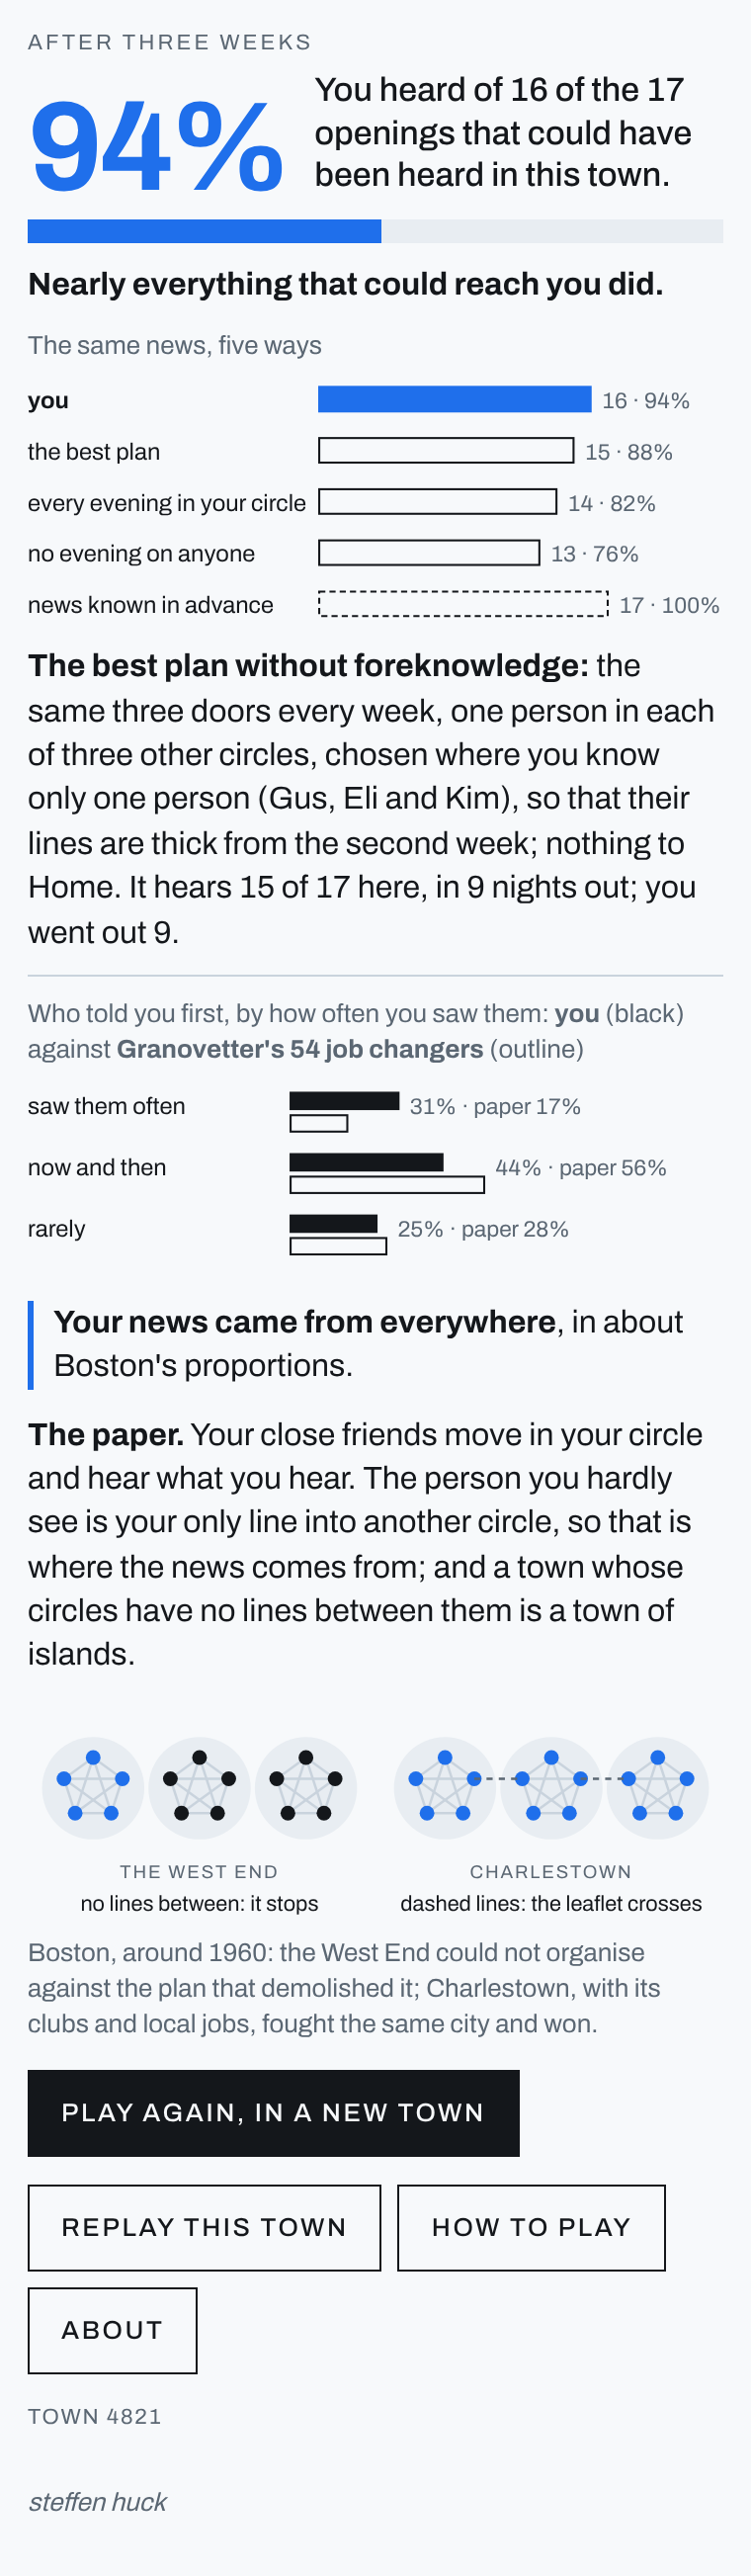 AFTER THREE WEEKS
94%
You heard of 16 of the 17
openings that could have
been heard in this town.
Nearly everything that could reach you did.
The same news, five ways
you 16 · 94%
the best plan 15 · 88%
every evening in your circle 14 · 82%
no evening on anyone 13 · 76%
news known in advance 17 · 100%
The best plan without foreknowledge: the
same three doors every week, one person in each
of three other circles, chosen where you know
only one person (Gus, Eli and Kim), so that their
lines are thick from the second week; nothing to
Home. It hears 15 of 17 here, in 9 nights out; you
went out 9.
Who told you first, by how often you saw them: you (black)
against Granovetter's 54 job changers (outline)
saw them often 31% · paper 17%
now and then 44% · paper 56%
rarely 25% · paper 28%
Your news came from everywhere, in about
Boston's proportions.
The paper. Your close friends move in your circle
and hear what you hear. The person you hardly
see is your only line into another circle, so that is
where the news comes from; and a town whose
circles have no lines between them is a town of
islands.
THE WEST END
no lines between: it stops
CHARLESTOWN
dashed lines: the leaflet crosses
Boston, around 1960: the West End could not organise
against the plan that demolished it; Charlestown, with its
clubs and local jobs, fought the same city and won.
PLAY AGAIN, IN A NEW TOWN
REPLAY THIS TOWN
HOW TO PLAY
ABOUT
TOWN 4821
steffen huck